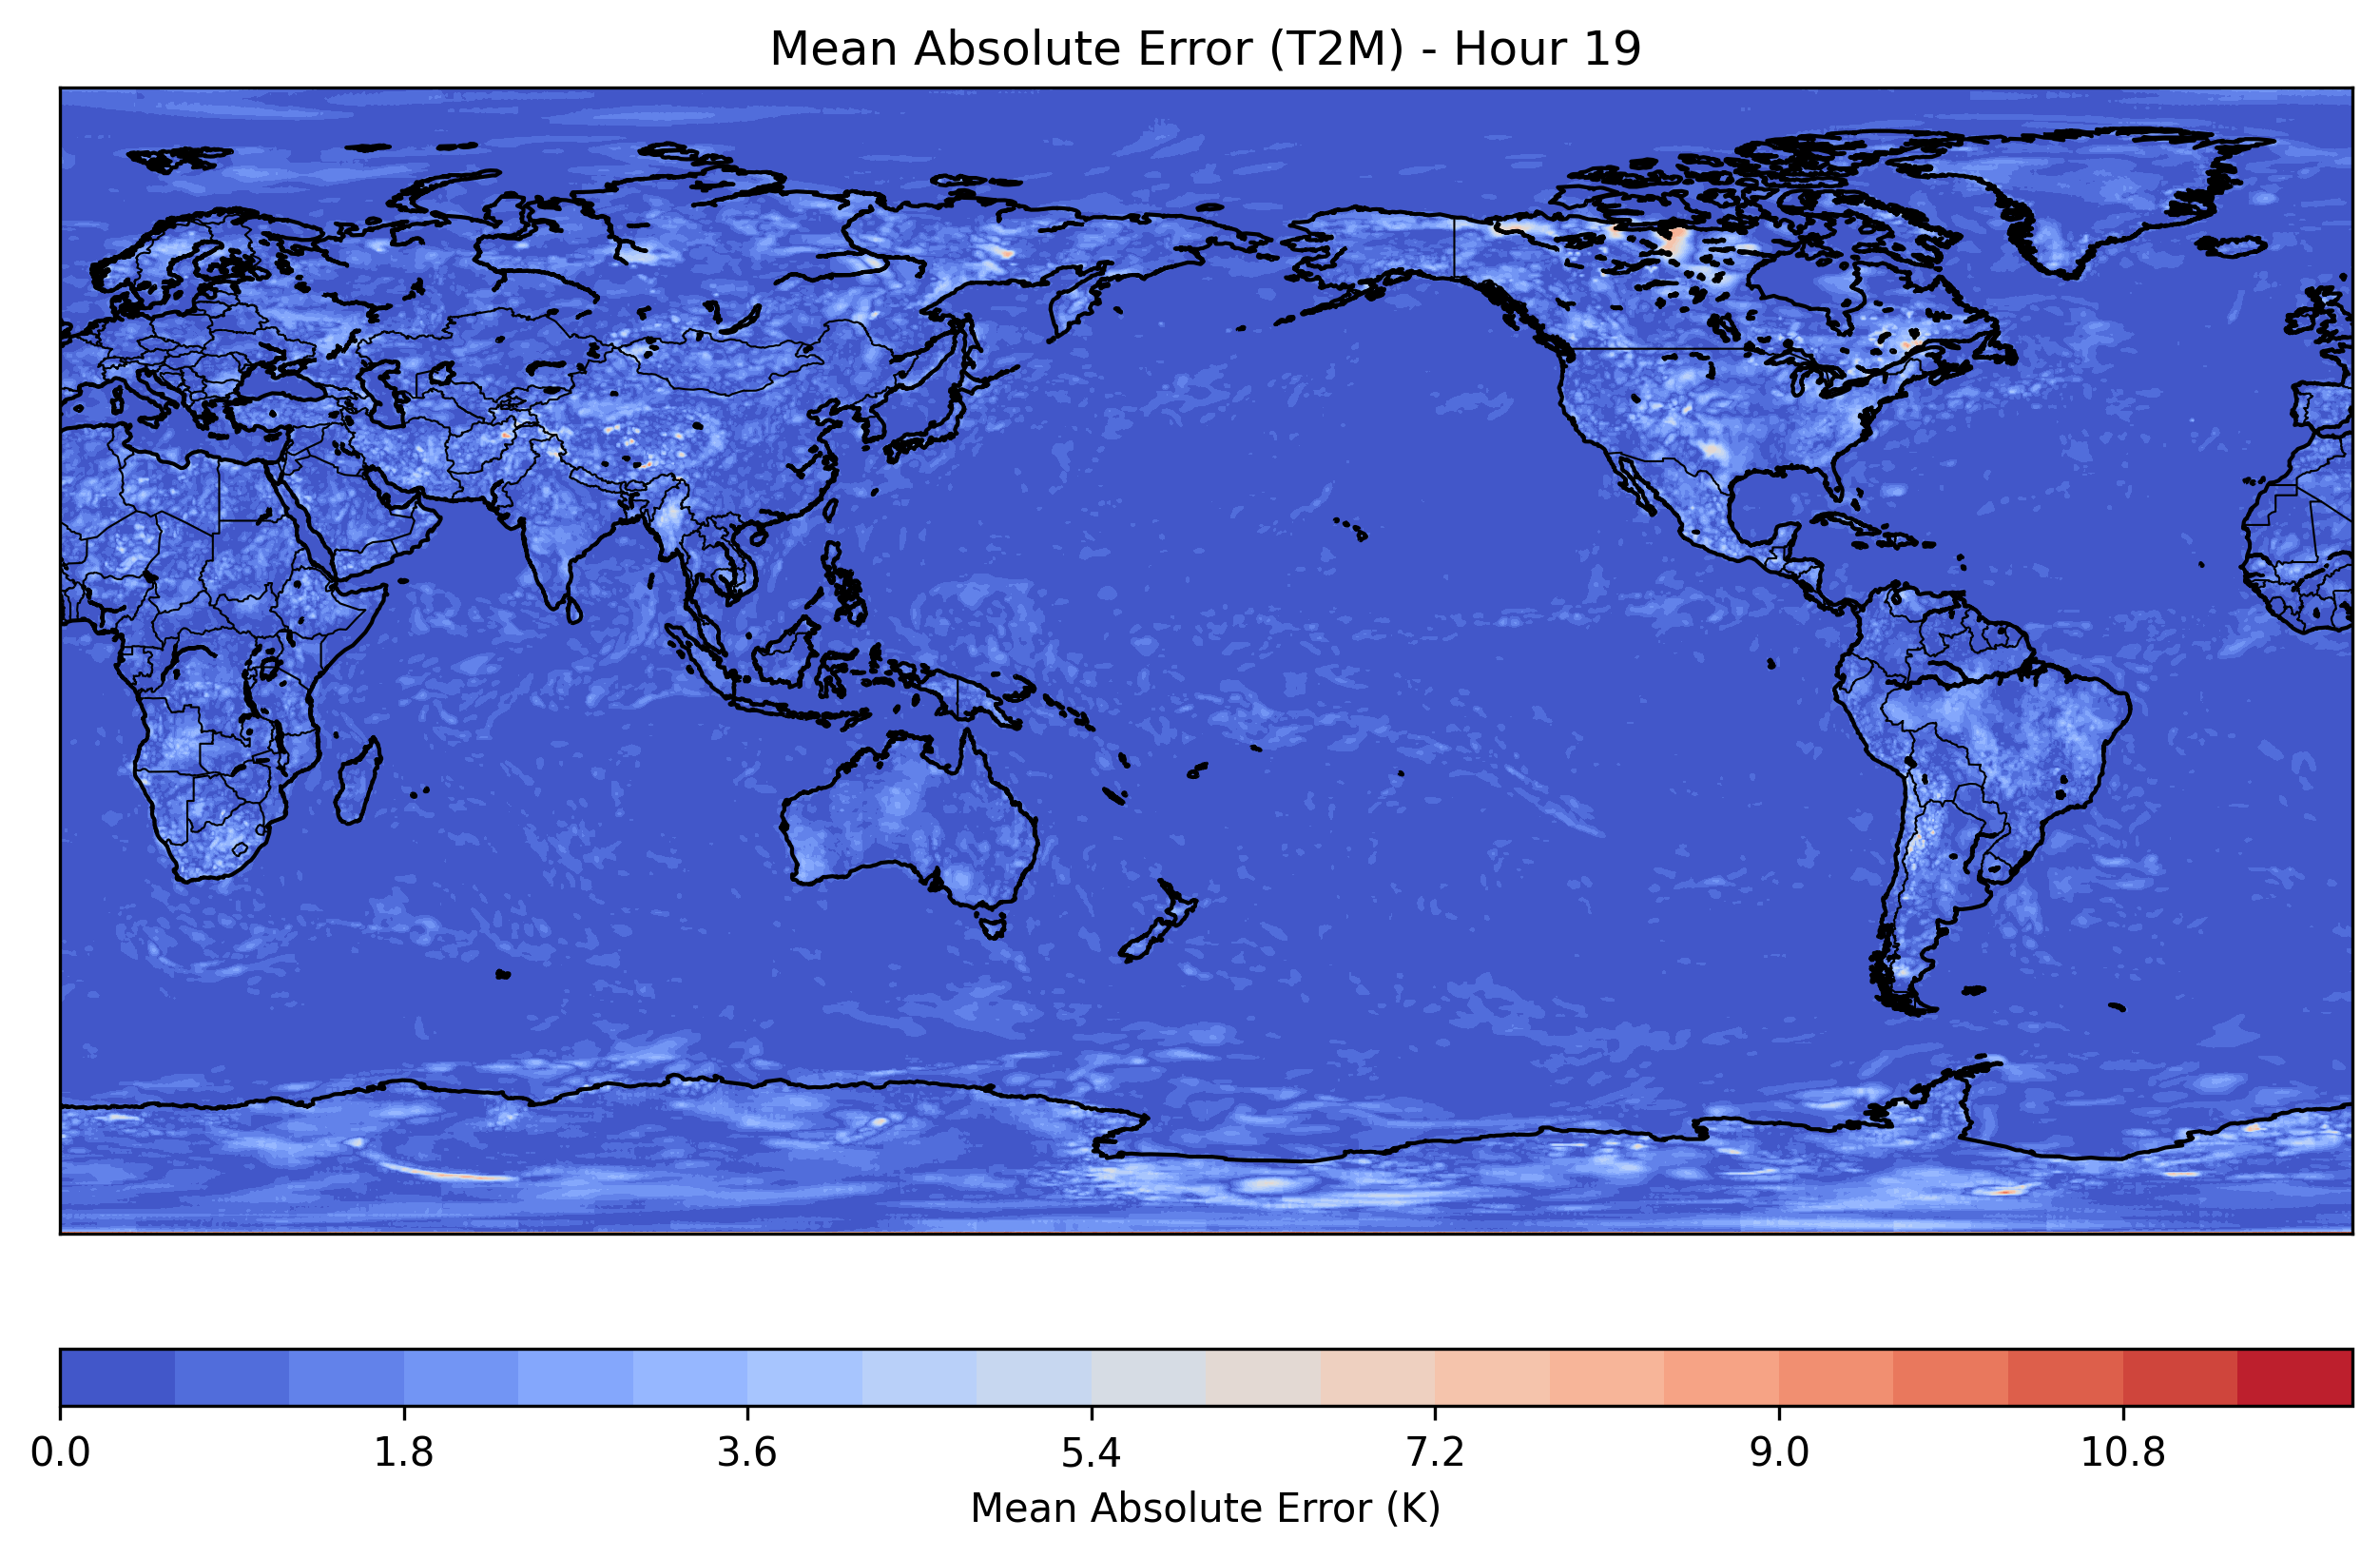 Mean Absolute Error (T2M) - Hour 19
0.0 1.8 3.6 5.4 7.2 9.0 10.8
Mean Absolute Error (K)